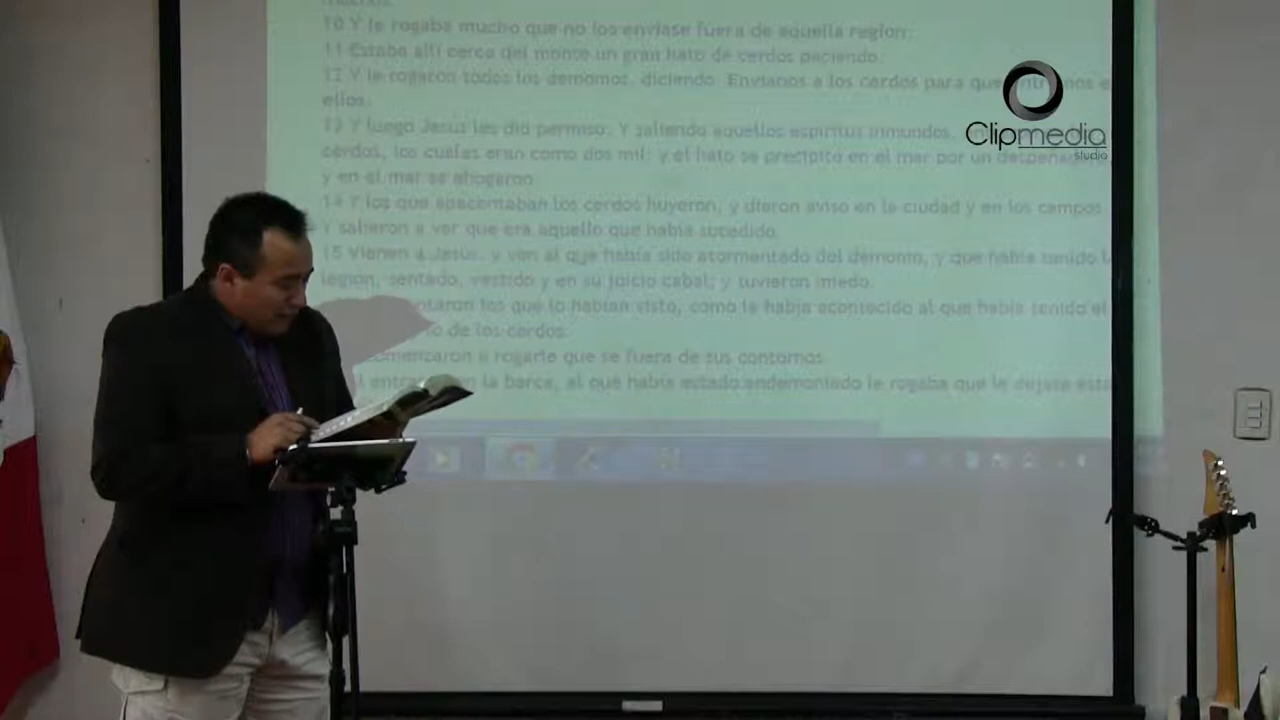 10 Y le rogaba mucho que no los enviase fuera de aquella región.
11 Estaba allí cerca del monte un gran hato de cerdos paciendo.
12 Y le rogaron todos los demonios, diciendo: Envíanos a los cerdos para que entremos e
ellos.
13 Y luego Jesús les dio permiso. Y saliendo aquellos espíritus inmundos,
cerdos, los cuales eran como dos mil; y el hato se precipitó en el mar por un
y en el mar se ahogaron
14 Y los que apacentaban los cerdos huyeron, y dieron aviso en la ciudad y en los campos
Y salieron a ver que era aquello que había sucedido.
15 Vienen a Jesús, y ven al que había sido atormentado del demonio, y que había tenido l
legión, sentado, vestido y en su juicio cabal; y tuvieron miedo.
los que lo habían visto, cómo le había acontecido al que había tenido el
de los cerdos.
comenzaron a rogarle que se fuera de sus contornos
en la barca, el que había estado endemoniado le rogaba que le dejase esta
Clipmedia
studio